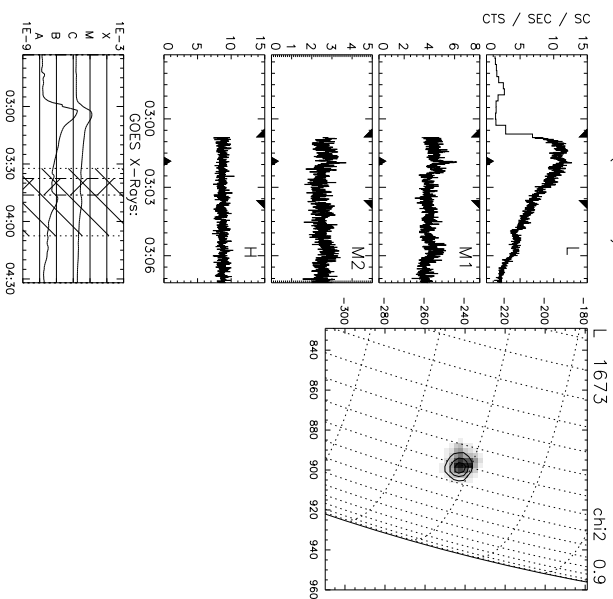 CTS / SEC / SC
0 5 10 15
L
0 2 4 6 8
M1
0 1 2 3 4 5
M2
0 5 10 15
H
03:00 03:03 03:06
GOES X-Rays:
1E-3
X
M
C
B
A
1E-9
03:00 03:30 04:00 04:30
L 1673 chi2 0.9
-180
-200
-220
-240
-260
-280
-300
840 860 880 900 920 940 960